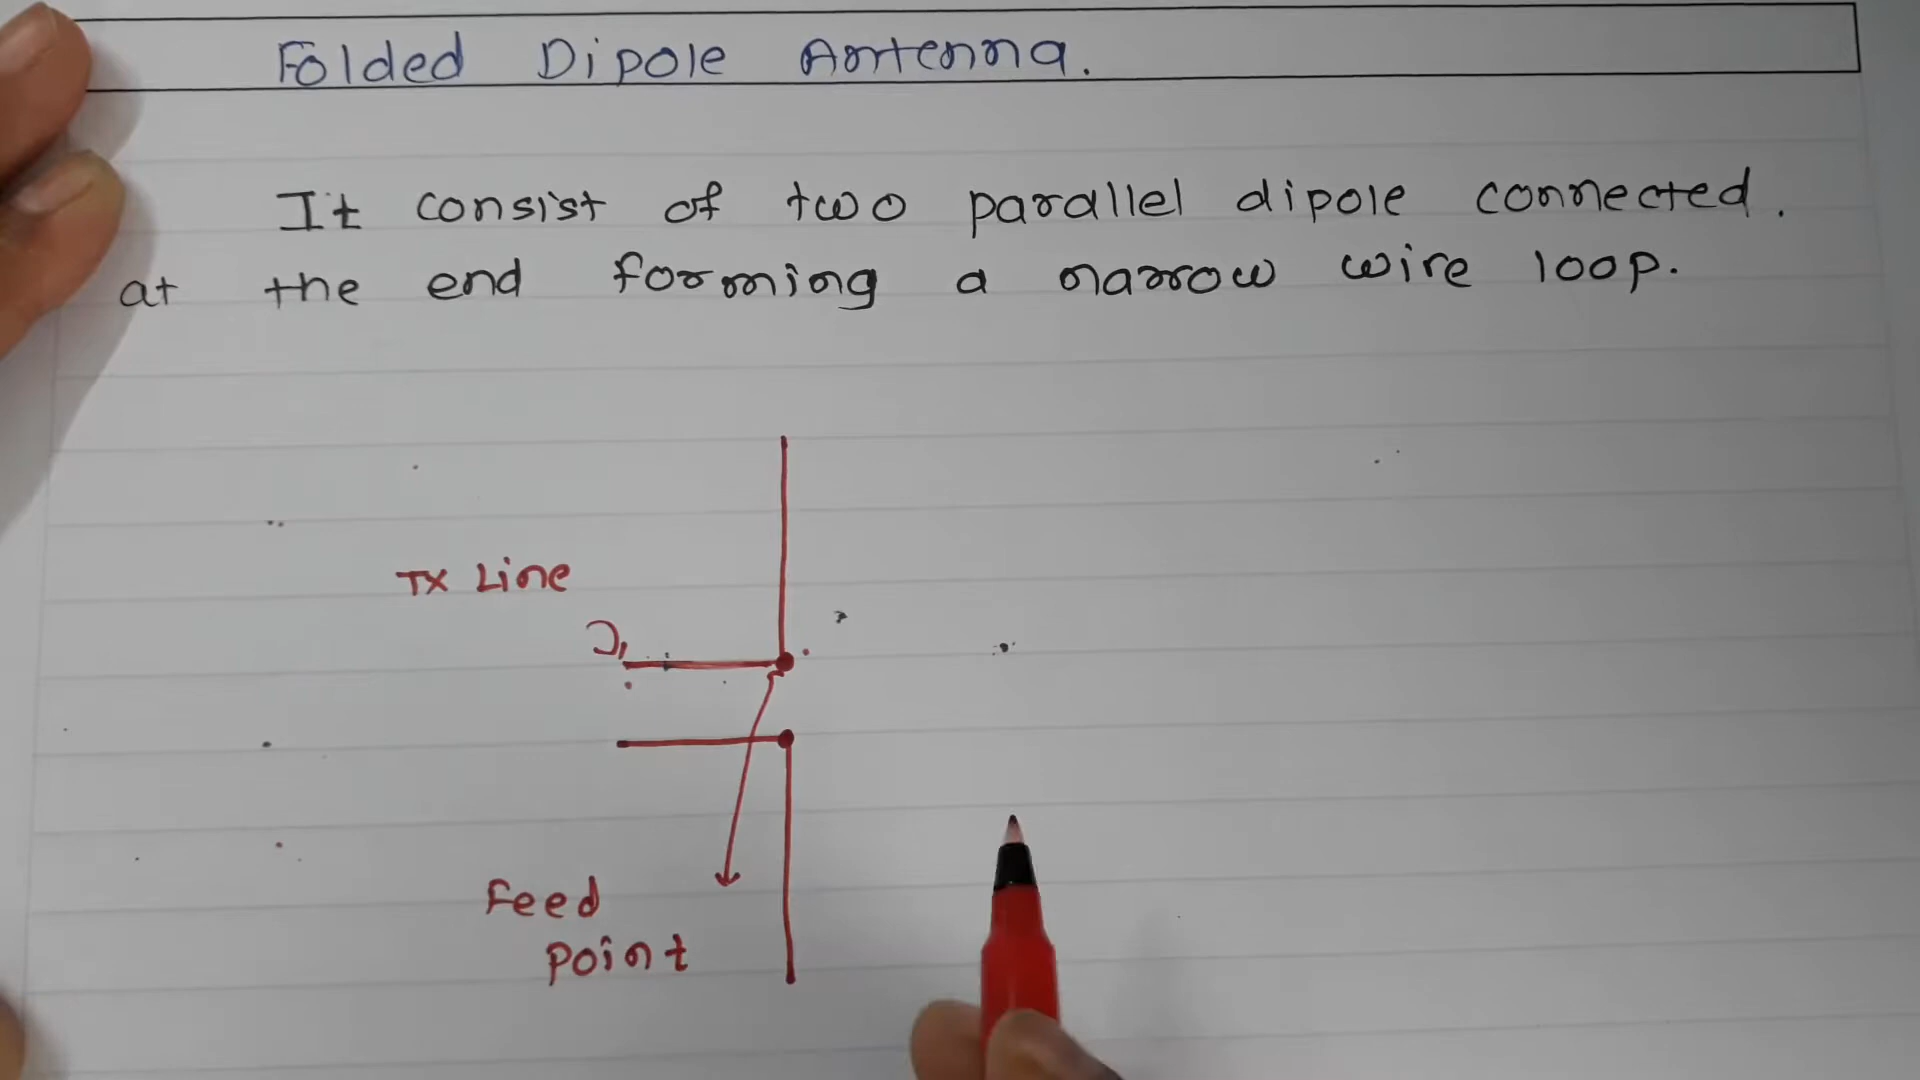 Folded Dipole Antenna.
It consist of two parallel dipole connected.
at the end forming a narrow wire loop.
TX Line
Feed
point